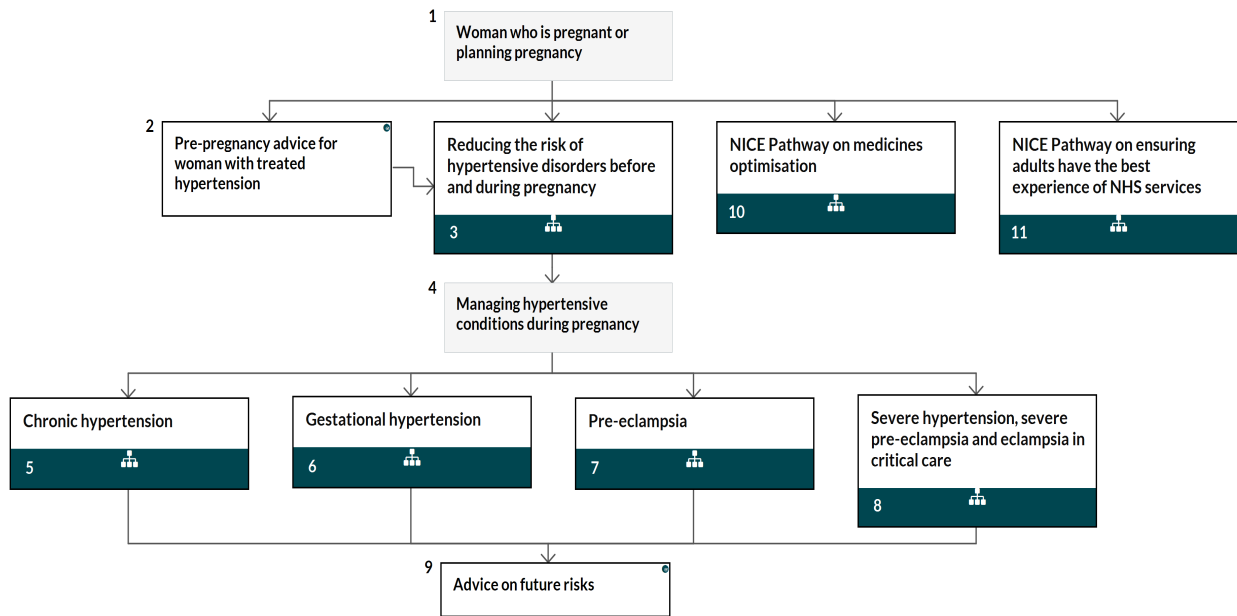 1
Woman who is pregnant or
planning pregnancy
2
Pre-pregnancy advice for
woman with treated
hypertension
Reducing the risk of
hypertensive disorders before
and during pregnancy
3
NICE Pathway on medicines
optimisation
10
NICE Pathway on ensuring
adults have the best
experience of NHS services
11
4
Managing hypertensive
conditions during pregnancy
Chronic hypertension
5
Gestational hypertension
6
Pre-eclampsia
7
Severe hypertension, severe
pre-eclampsia and eclampsia in
critical care
8
9
Advice on future risks